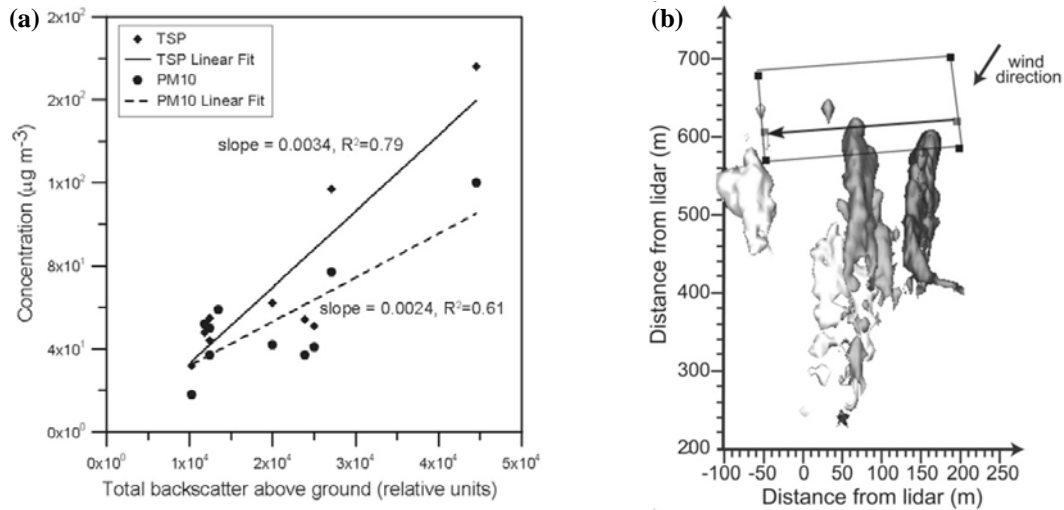 (a)
2x10²
2x10²
1x10²
8x10¹
4x10¹
0x10⁰
Concentration (µg m-3)
TSP
TSP Linear Fit
PM10
PM10 Linear Fit
slope = 0.0034, R²=0.79
slope = 0.0024, R²=0.61
0x10⁰ 1x10⁴ 2x10⁴ 3x10⁴ 4x10⁴ 5x10⁴
Total backscatter above ground (relative units)
(b)
700
600
500
400
300
200
Distance from lidar (m)
wind
direction
-100 -50 0 50 100 150 200 250
Distance from lidar (m)